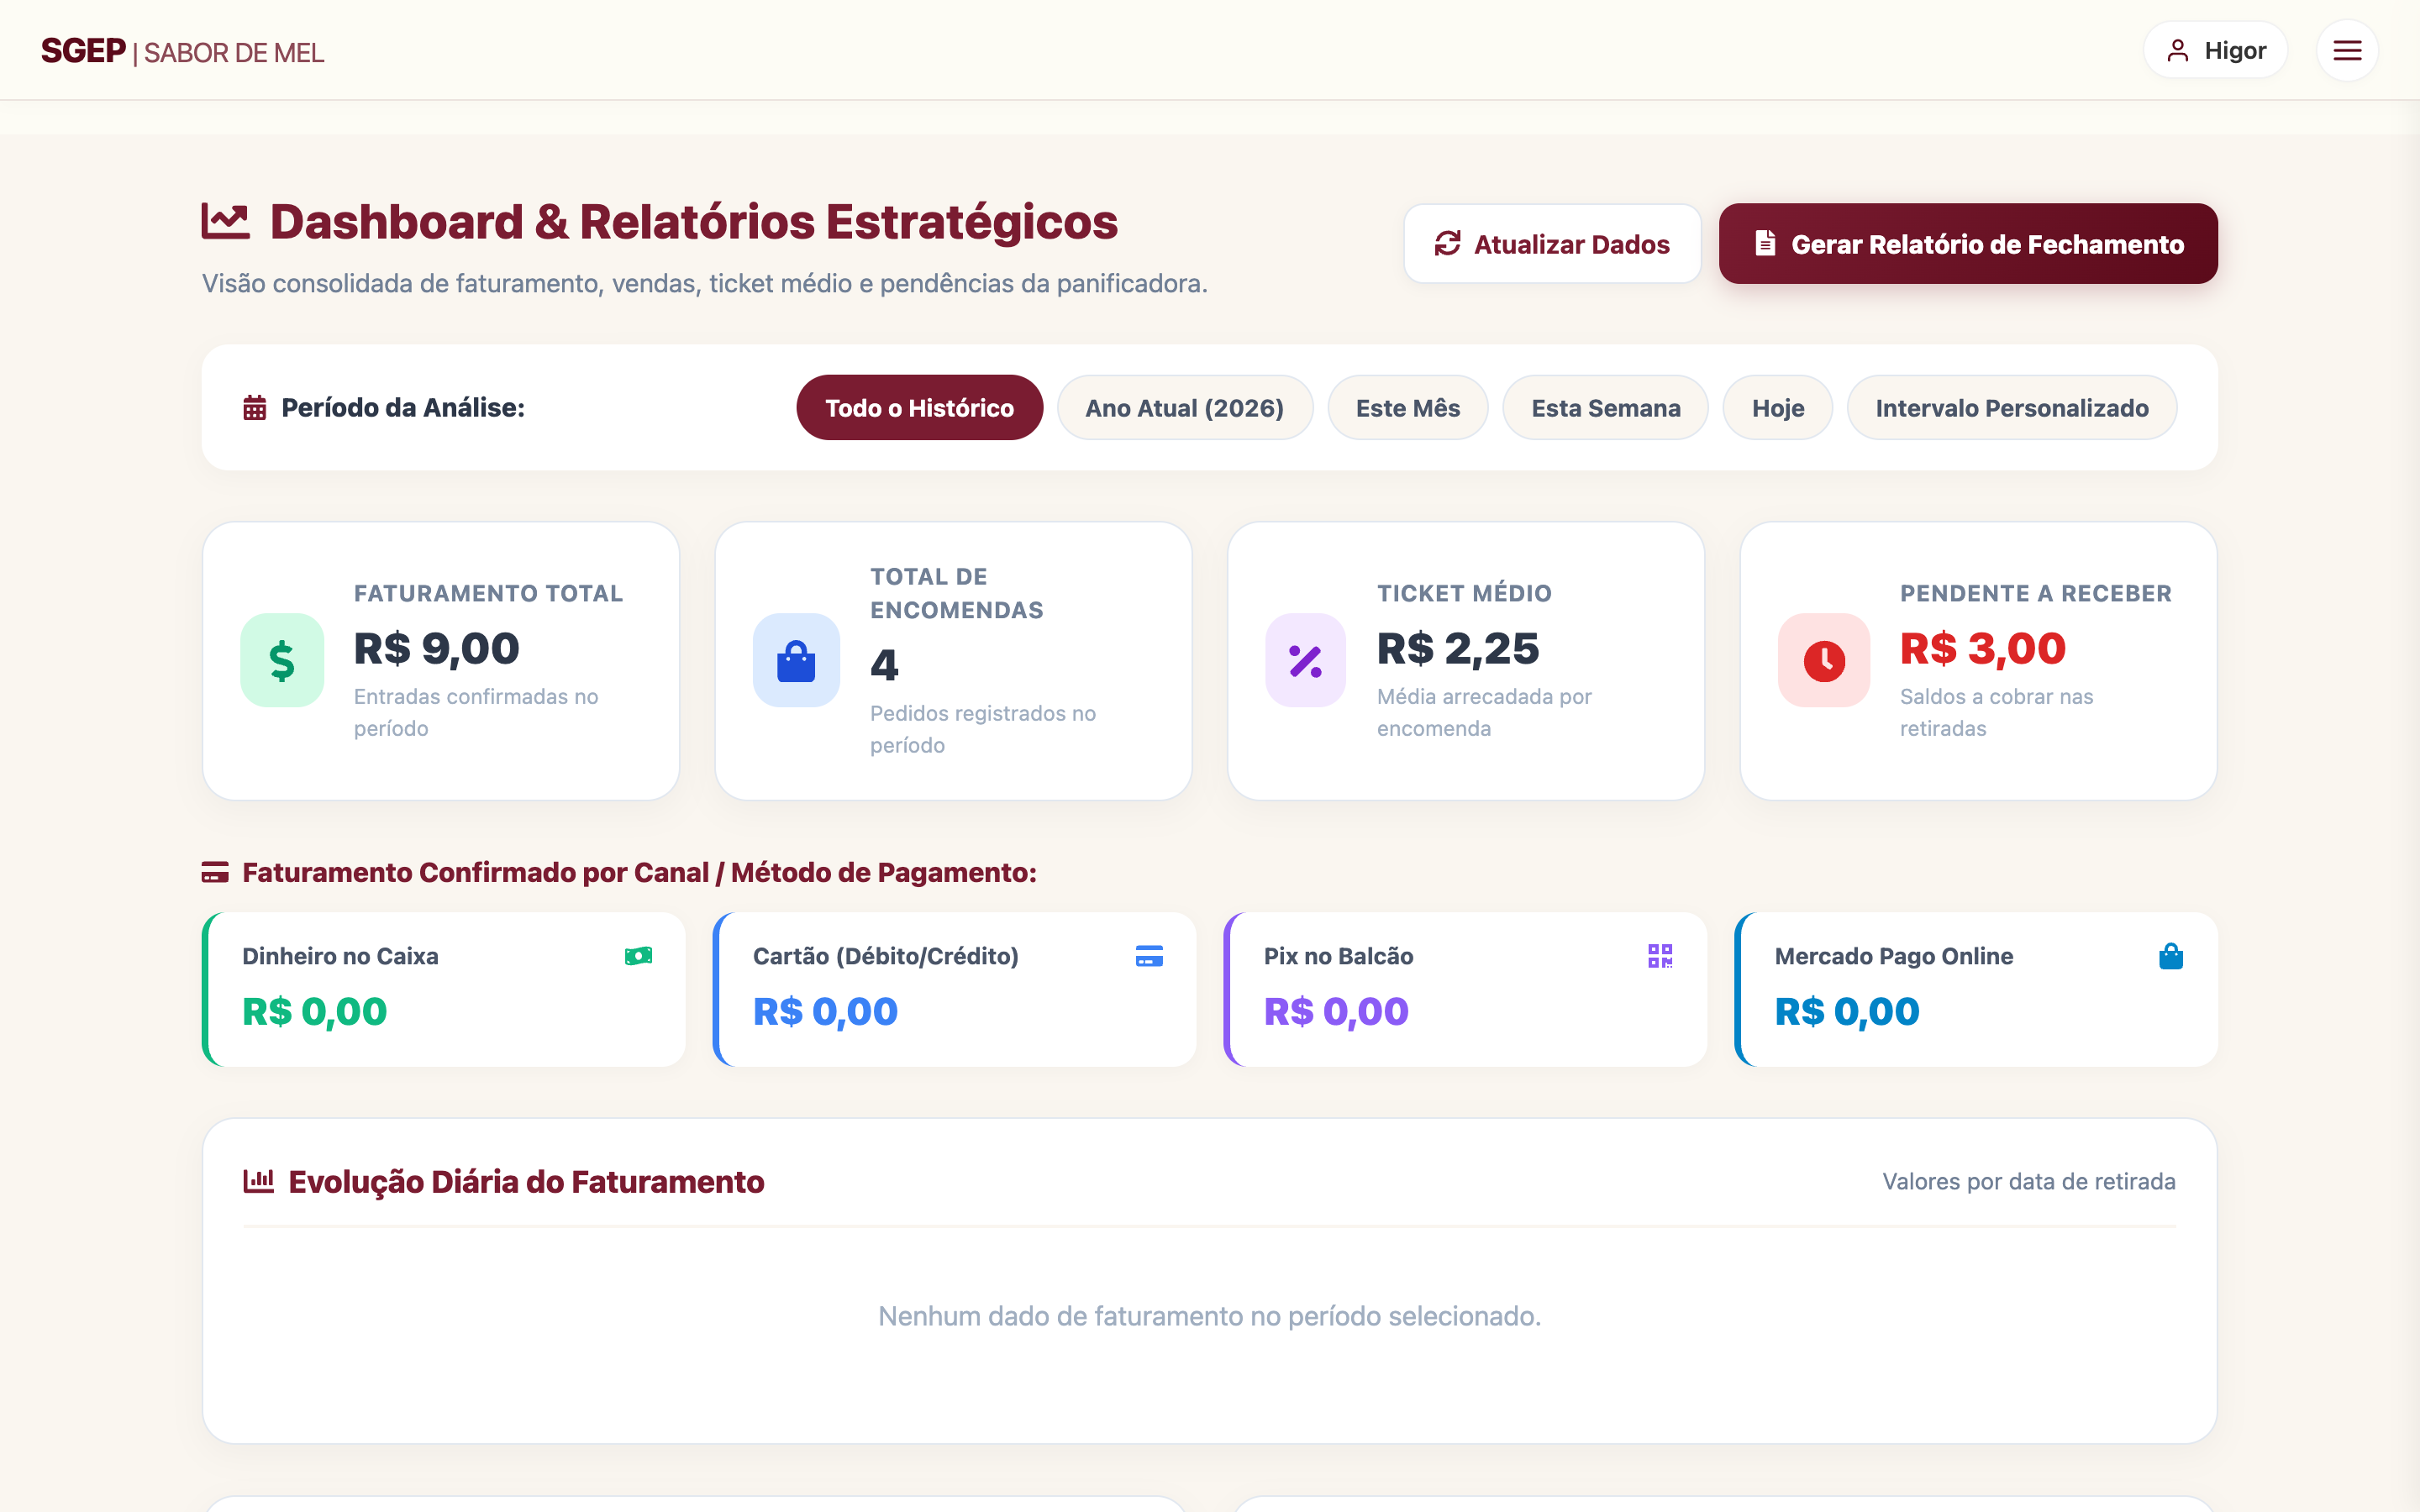 SGEP | SABOR DE MEL
Higor
Dashboard & Relatórios Estratégicos
Visão consolidada de faturamento, vendas, ticket médio e pendências da panificadora.
Atualizar Dados
Gerar Relatório de Fechamento
Período da Análise:
Todo o Histórico
Ano Atual (2026)
Este Mês
Esta Semana
Hoje
Intervalo Personalizado
FATURAMENTO TOTAL
R$ 9,00
Entradas confirmadas no
período
TOTAL DE
ENCOMENDAS
4
Pedidos registrados no
período
TICKET MÉDIO
R$ 2,25
Média arrecadada por
encomenda
PENDENTE A RECEBER
R$ 3,00
Saldos a cobrar nas
retiradas
Faturamento Confirmado por Canal / Método de Pagamento:
Dinheiro no Caixa
R$ 0,00
Cartão (Débito/Crédito)
R$ 0,00
Pix no Balcão
R$ 0,00
Mercado Pago Online
R$ 0,00
Evolução Diária do Faturamento
Valores por data de retirada
Nenhum dado de faturamento no período selecionado.